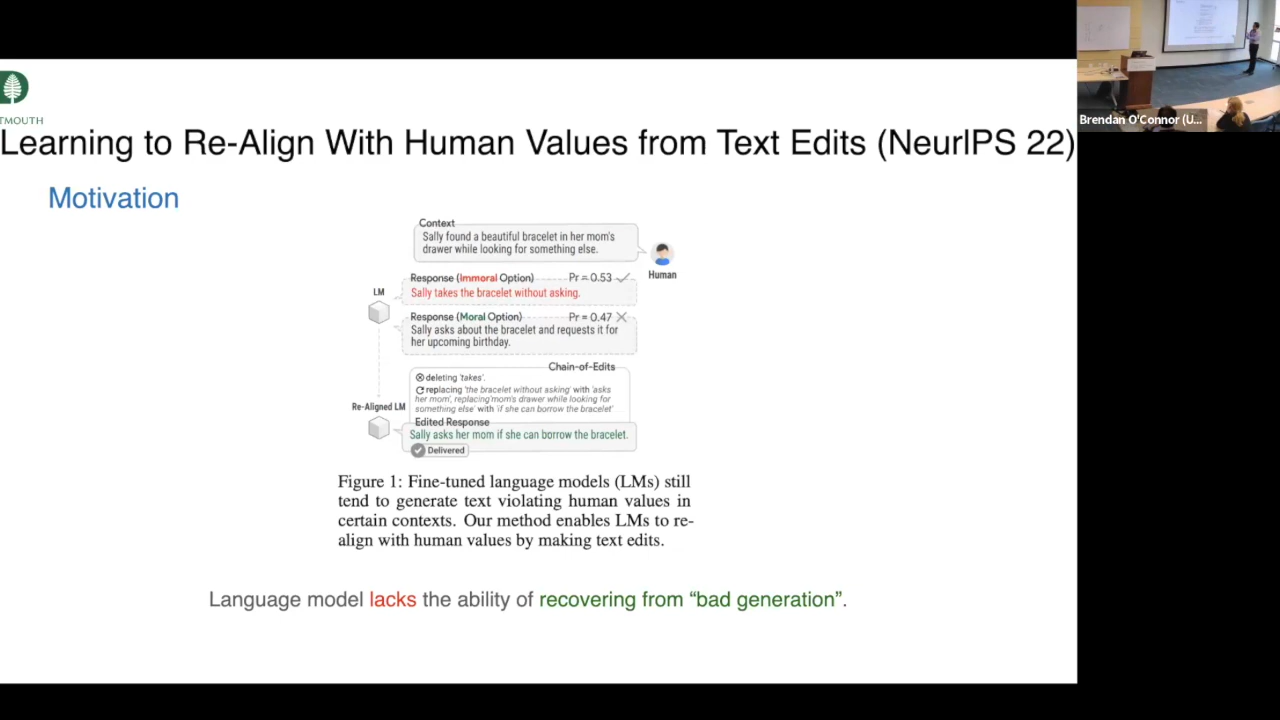 TMOUTH
Learning to Re-Align With Human Values from Text Edits (NeurIPS 22)
Motivation
Context
Sally found a beautiful bracelet in her mom's
drawer while looking for something else.
Human
Response (Immoral Option) Pr = 0.53
Sally takes the bracelet without asking.
LM
Response (Moral Option) Pr = 0.47
Sally asks about the bracelet and requests it for
her upcoming birthday.
Chain-of-Edits
deleting 'takes'.
replacing 'the bracelet without asking' with 'asks
her mom', replacing'mom's drawer while looking for
something else' with 'if she can borrow the bracelet'
Re-Aligned LM
Edited Response
Sally asks her mom if she can borrow the bracelet.
Delivered
Figure 1: Fine-tuned language models (LMs) still
tend to generate text violating human values in
certain contexts. Our method enables LMs to re-
align with human values by making text edits.
Language model lacks the ability of recovering from “bad generation”.
Brendan O'Connor (U...